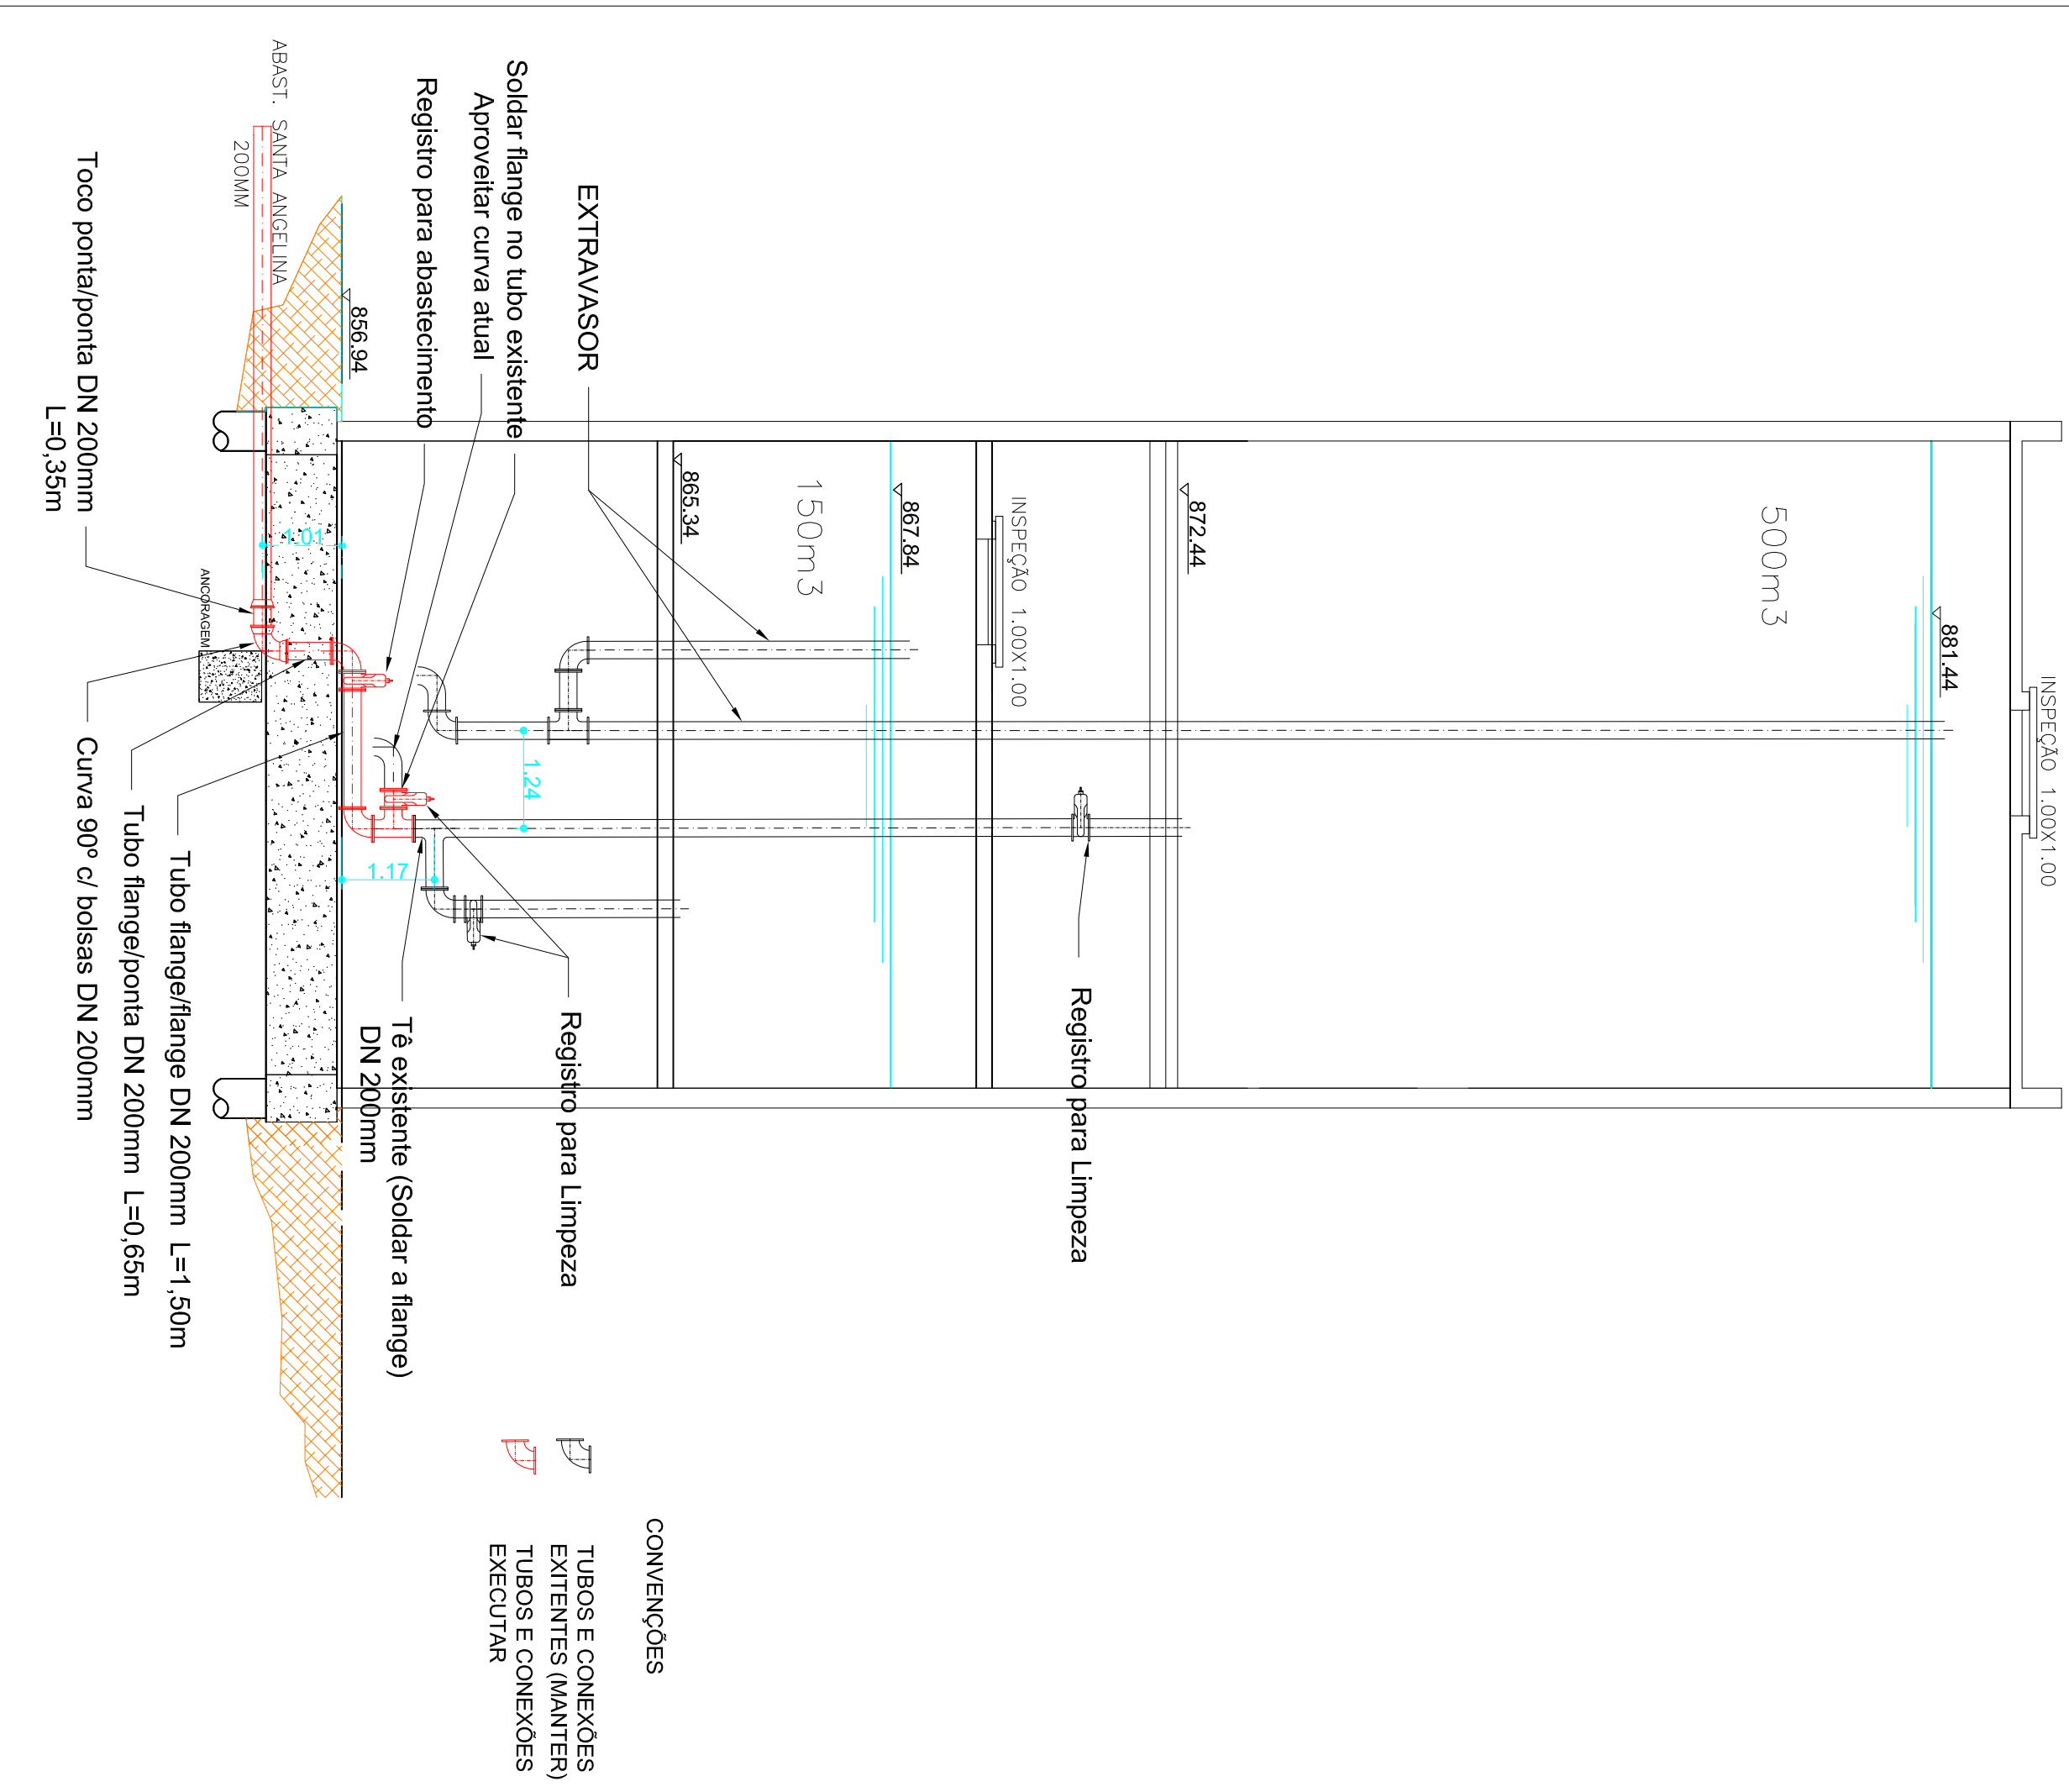 INSPEÇÃO 1.00X1.00
881.44
500m3
872.44
INSPEÇÃO 1.00X1.00
867.84
150m3
865.34
Registro para Limpeza
EXTRAVASOR
Soldar flange no tubo existente
Aproveitar curva atual
Registro para abastecimento
1.24
1.17
Registro para Limpeza
Tê existente (Soldar a flange)
DN 200mm
856.94
ABAST. SANTA ANGELINA
200MM
1.01
ANCORAGEM
Tubo flange/flange DN 200mm L=1,50m
Tubo flange/ponta DN 200mm L=0,65m
Toco ponta/ponta DN 200mm
L=0,35m
Curva 90º c/ bolsas DN 200mm
CONVENÇÕES
TUBOS E CONEXÕES
EXITENTES (MANTER)
TUBOS E CONEXÕES
EXECUTAR